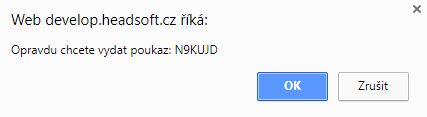 Web develop.headsoft.cz říká:
Opravdu chcete vydat poukaz: N9KUJD
OK
Zrušit